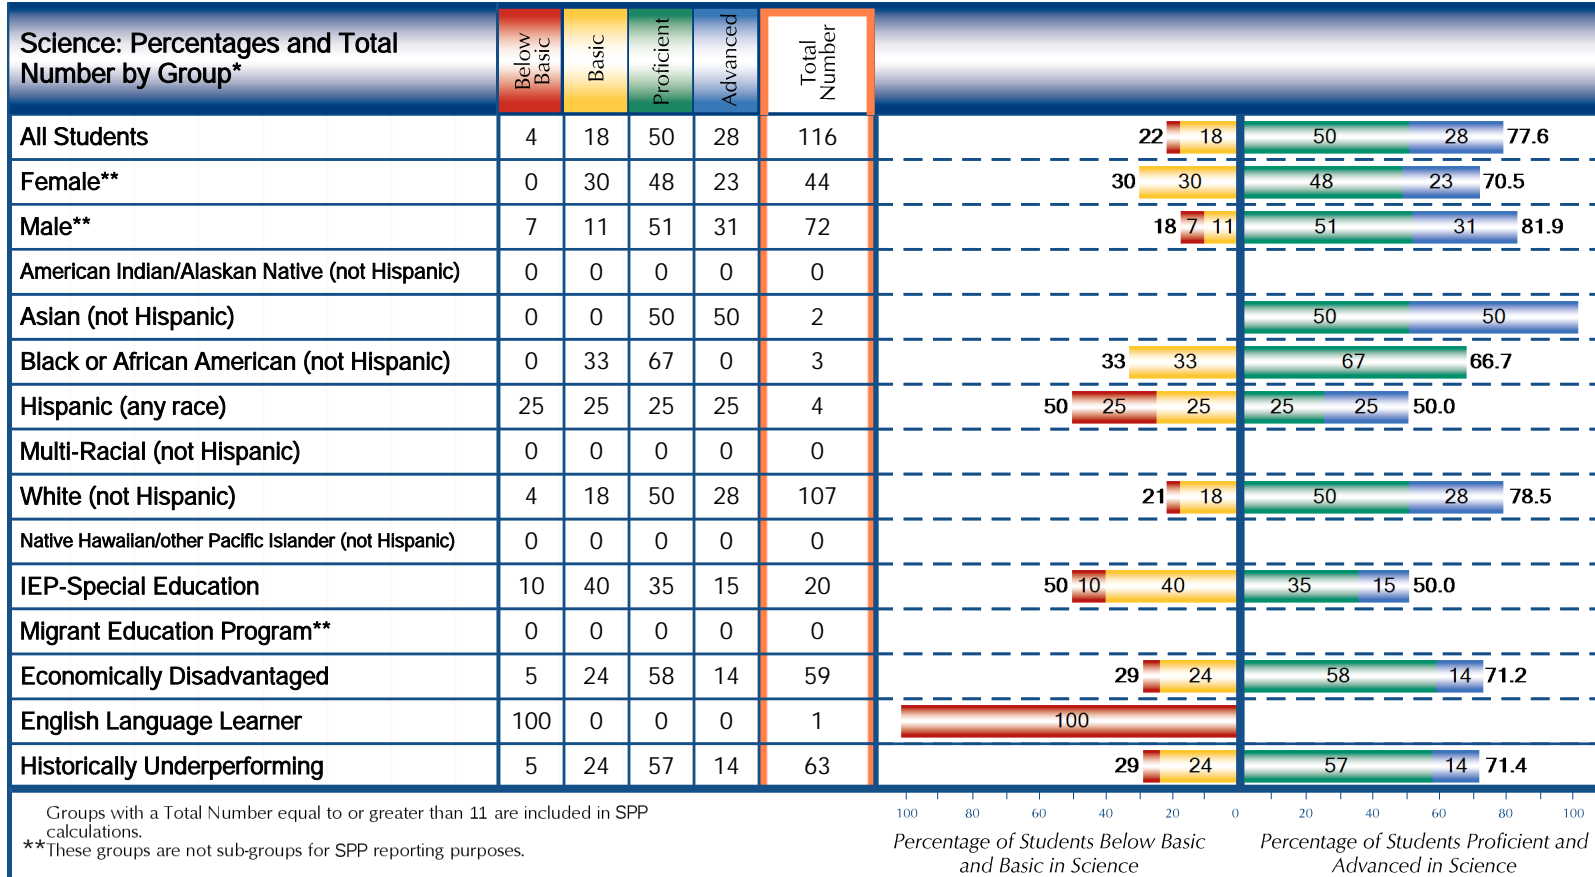 Science: Percentages and Total
Number by Group*
Below
Basic
Basic
Proficient
Advanced
Total
Number
All Students 4 18 50 28 116 22 18 50 28 77.6
Female** 0 30 48 23 44 30 30 48 23 70.5
Male** 7 11 51 31 72 18 7 11 51 31 81.9
American Indian/Alaskan Native (not Hispanic) 0 0 0 0 0
Asian (not Hispanic) 0 0 50 50 2 50 50
Black or African American (not Hispanic) 0 33 67 0 3 33 33 67 66.7
Hispanic (any race) 25 25 25 25 4 50 25 25 25 25 50.0
Multi-Racial (not Hispanic) 0 0 0 0 0
White (not Hispanic) 4 18 50 28 107 21 18 50 28 78.5
Native Hawaiian/other Pacific Islander (not Hispanic) 0 0 0 0 0
IEP-Special Education 10 40 35 15 20 50 10 40 35 15 50.0
Migrant Education Program** 0 0 0 0 0
Economically Disadvantaged 5 24 58 14 59 29 24 58 14 71.2
English Language Learner 100 0 0 0 1 100
Historically Underperforming 5 24 57 14 63 29 24 57 14 71.4
Groups with a Total Number equal to or greater than 11 are included in SPP
calculations.
**These groups are not sub-groups for SPP reporting purposes.
100 80 60 40 20 0 20 40 60 80 100
Percentage of Students Below Basic
and Basic in Science
Percentage of Students Proficient and
Advanced in Science